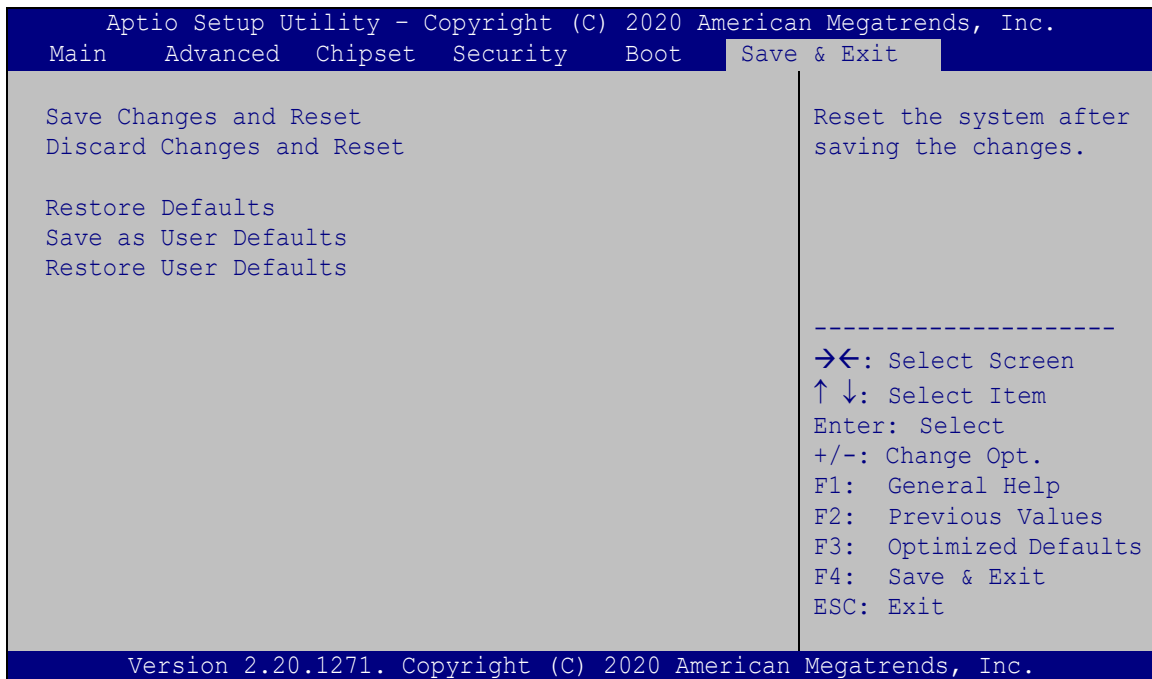 Aptio Setup Utility – Copyright (C) 2020 American Megatrends, Inc.
Main Advanced Chipset Security Boot Save & Exit
Save Changes and Reset
Discard Changes and Reset
Restore Defaults
Save as User Defaults
Restore User Defaults
Reset the system after
saving the changes.
---------------------
→←: Select Screen
↑ ↓: Select Item
Enter: Select
+/-: Change Opt.
F1: General Help
F2: Previous Values
F3: Optimized Defaults
F4: Save & Exit
ESC: Exit
Version 2.20.1271. Copyright (C) 2020 American Megatrends, Inc.